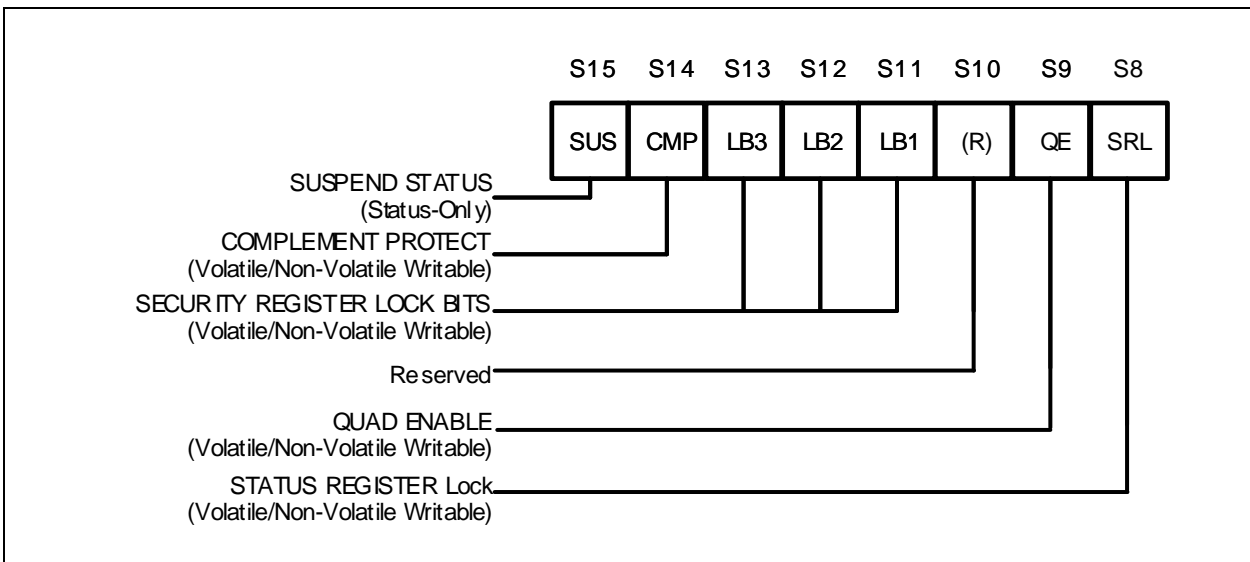 S15 S14 S13 S12 S11 S10 S9 S8
SUS CMP LB3 LB2 LB1 (R) QE SRL
SUSPEND STATUS
(Status-Only)
COMPLEMENT PROTECT
(Volatile/Non-Volatile Writable)
SECURITY REGISTER LOCK BITS
(Volatile/Non-Volatile Writable)
Reserved
QUAD ENABLE
(Volatile/Non-Volatile Writable)
STATUS REGISTER Lock
(Volatile/Non-Volatile Writable)